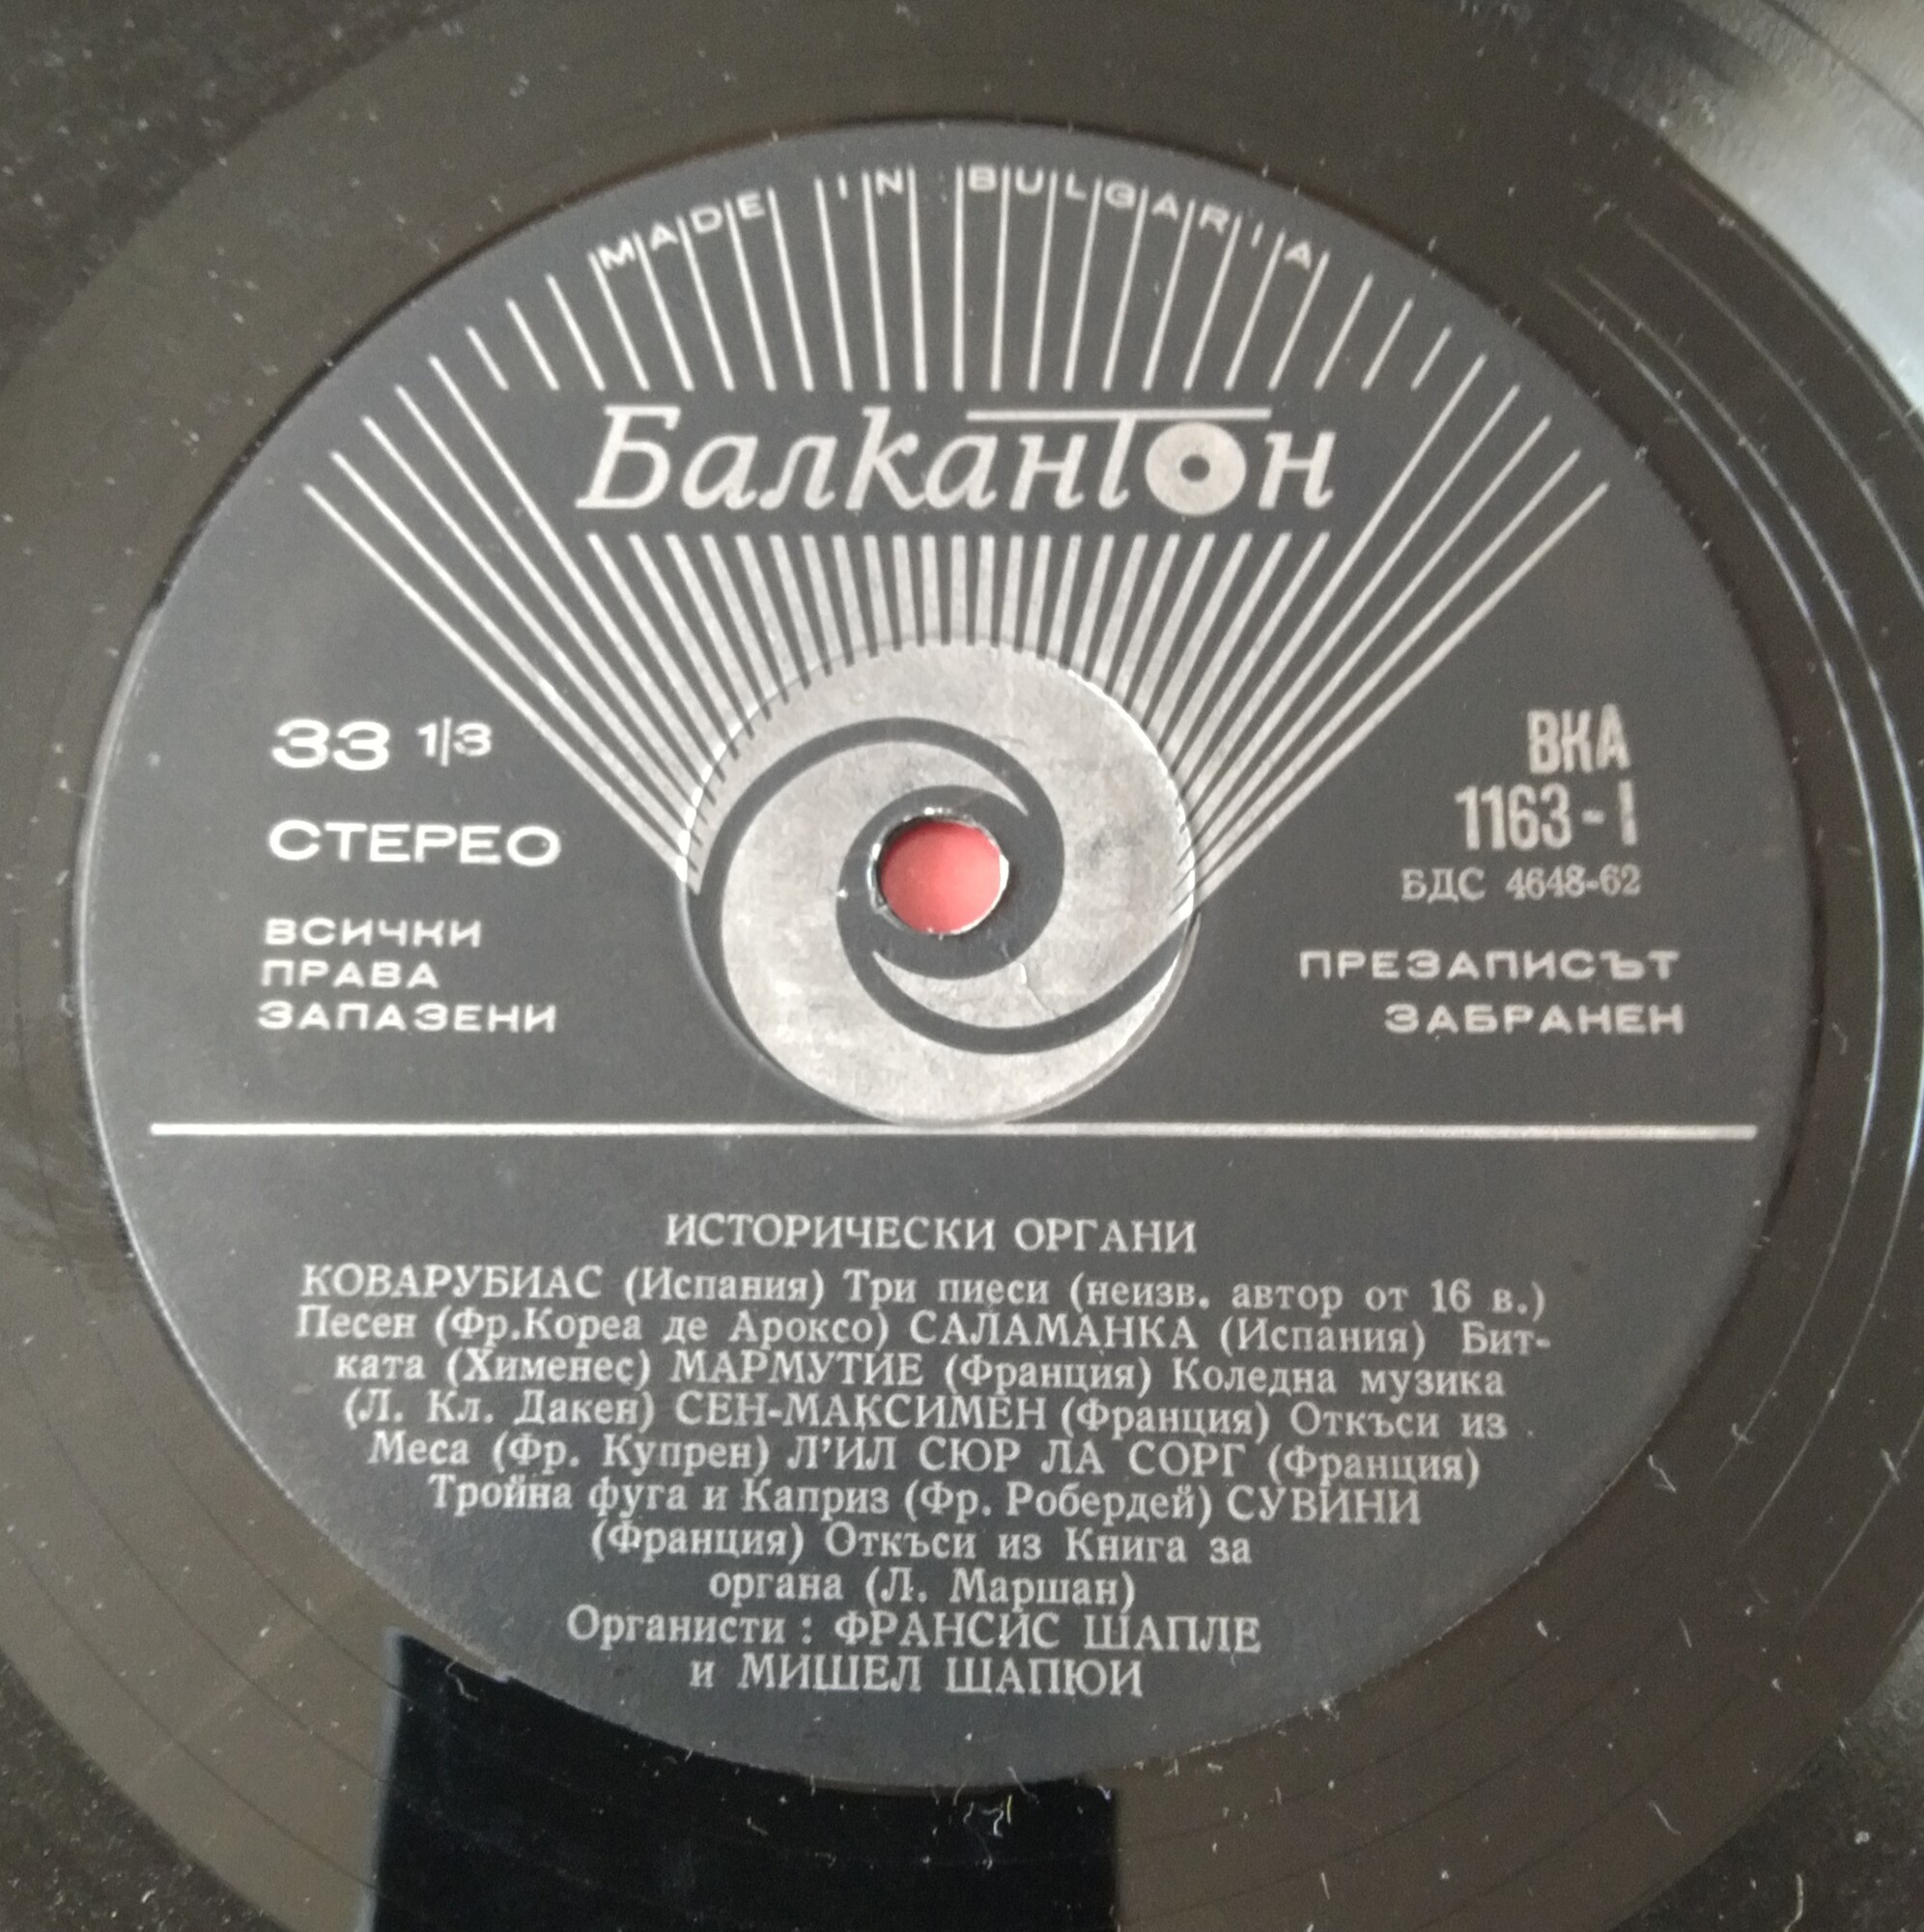 MADE IN BULGARIA
Балкантон
33 1/3
СТЕРЕО
ВСИЧКИ
ПРАВА
ЗАПАЗЕНИ
ВКА
1163-I
БДС 4648-62
ПРЕЗАПИСЪТ
ЗАБРАНЕН
ИСТОРИЧЕСКИ ОРГАНИ
КОВАРУБИАС (Испания) Три пиеси (неизв. автор от 16 в.)
Песен (Фр.Кореа де Ароксо) САЛАМАНКА (Испания) Бит-
ката (Хименес) МАРМУТИЕ (Франция) Коледна музика
(Л. Кл. Дакен) СЕН-МАКСИМЕН (Франция) Откъси из
Меса (Фр. Купрен) Л'ИЛ СЮР ЛА СОРГ (Франция)
Тройна фуга и Каприз (Фр. Робердей) СУВИНИ
(Франция) Откъси из Книга за
органа (Л. Маршан)
Органисти : ФРАНСИС ШАПЛЕ
и МИШЕЛ ШАПЮИ